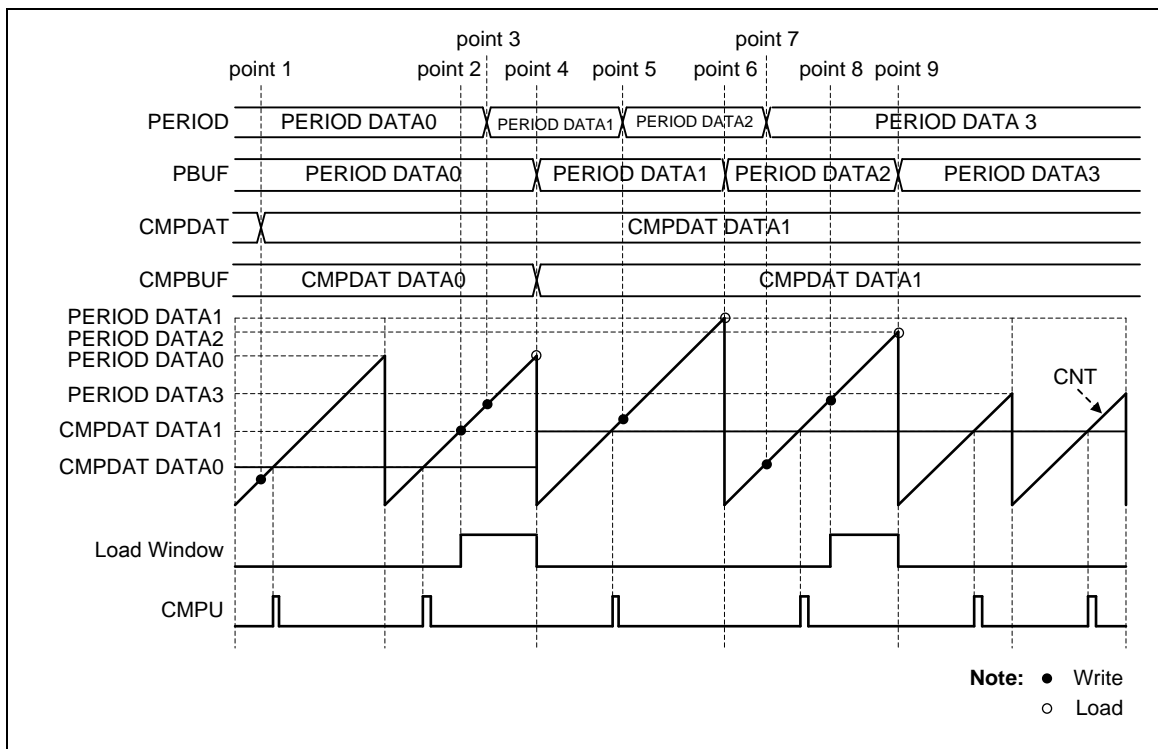 point 3 point 7
point 1 point 2 point 4 point 5 point 6 point 8 point 9
PERIOD PERIOD DATA0 PERIOD DATA1 PERIOD DATA2 PERIOD DATA 3
PBUF PERIOD DATA0 PERIOD DATA1 PERIOD DATA2 PERIOD DATA3
CMPDAT CMPDAT DATA1
CMPBUF CMPDAT DATA0 CMPDAT DATA1
PERIOD DATA1
PERIOD DATA2
PERIOD DATA0
CNT
PERIOD DATA3
CMPDAT DATA1
CMPDAT DATA0
Load Window
CMPU
Note: ● Write
○ Load